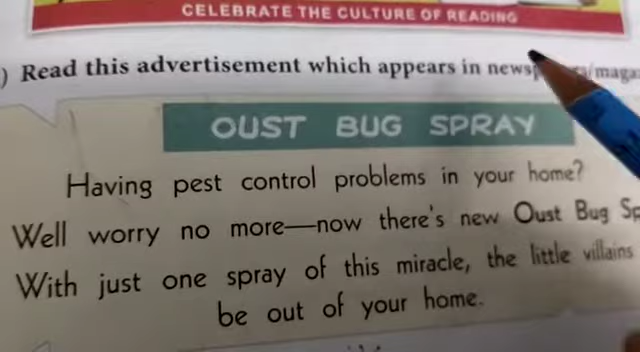 CELEBRATE THE CULTURE OF READING
) Read this advertisement which appears in
OUST BUG SPRAY
Having pest control problems in your home?
Well worry no more—now there's new Oust Bug
With just one spray of this miracle, the little villains
be out of your home.